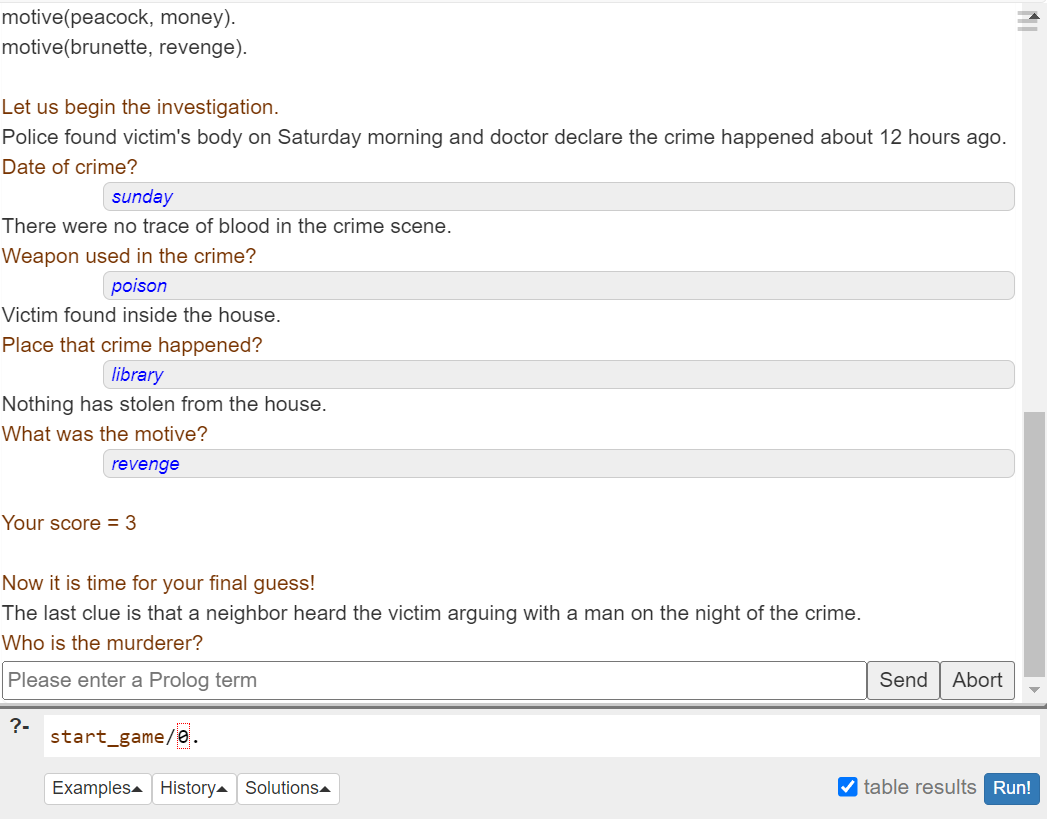 motive(peacock, money).
motive(brunette, revenge).
Let us begin the investigation.
Police found victim's body on Saturday morning and doctor declare the crime happened about 12 hours ago.
Date of crime?
sunday
There were no trace of blood in the crime scene.
Weapon used in the crime?
poison
Victim found inside the house.
Place that crime happened?
library
Nothing has stolen from the house.
What was the motive?
revenge
Your score = 3
Now it is time for your final guess!
The last clue is that a neighbor heard the victim arguing with a man on the night of the crime.
Who is the murderer?
Please enter a Prolog term Send Abort
?- start_game/0.
Examples History Solutions table results Run!